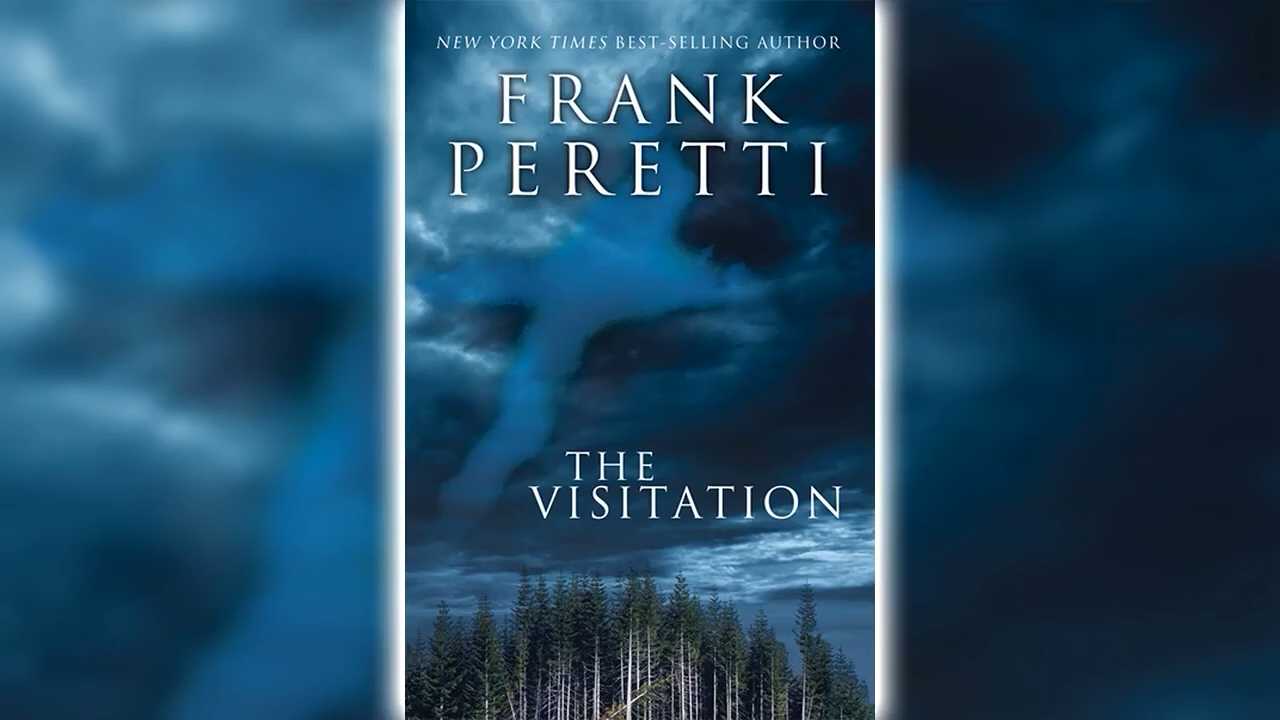 NEW YORK TIMES BEST-SELLING AUTHOR
FRANK
PERETTI
THE
VISITATION